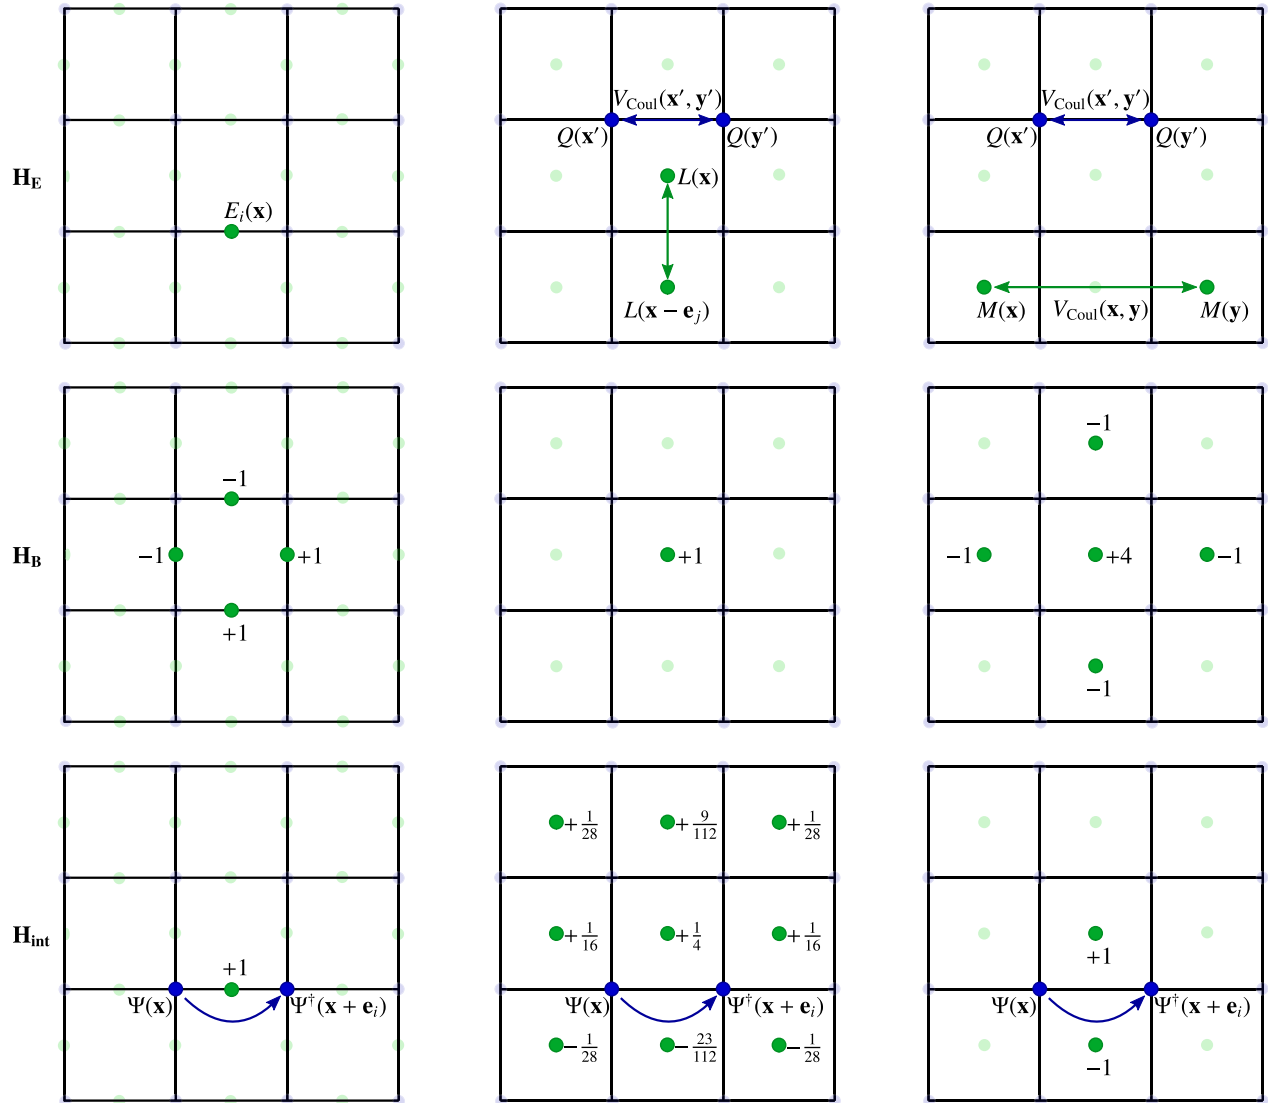 H_E
E_i(x)
V_Coul(x′, y′)
Q(x′) Q(y′)
L(x)
L(x − e_j)
V_Coul(x′, y′)
Q(x′) Q(y′)
M(x) V_Coul(x, y) M(y)
H_B
−1
−1 +1
+1
+1
−1
−1 +4 −1
−1
H_int
+1
Ψ(x) Ψ†(x + e_i)
+1/28 +9/112 +1/28
+1/16 +1/4 +1/16
Ψ(x) Ψ†(x + e_i)
−1/28 −23/112 −1/28
+1
Ψ(x) Ψ†(x + e_i)
−1